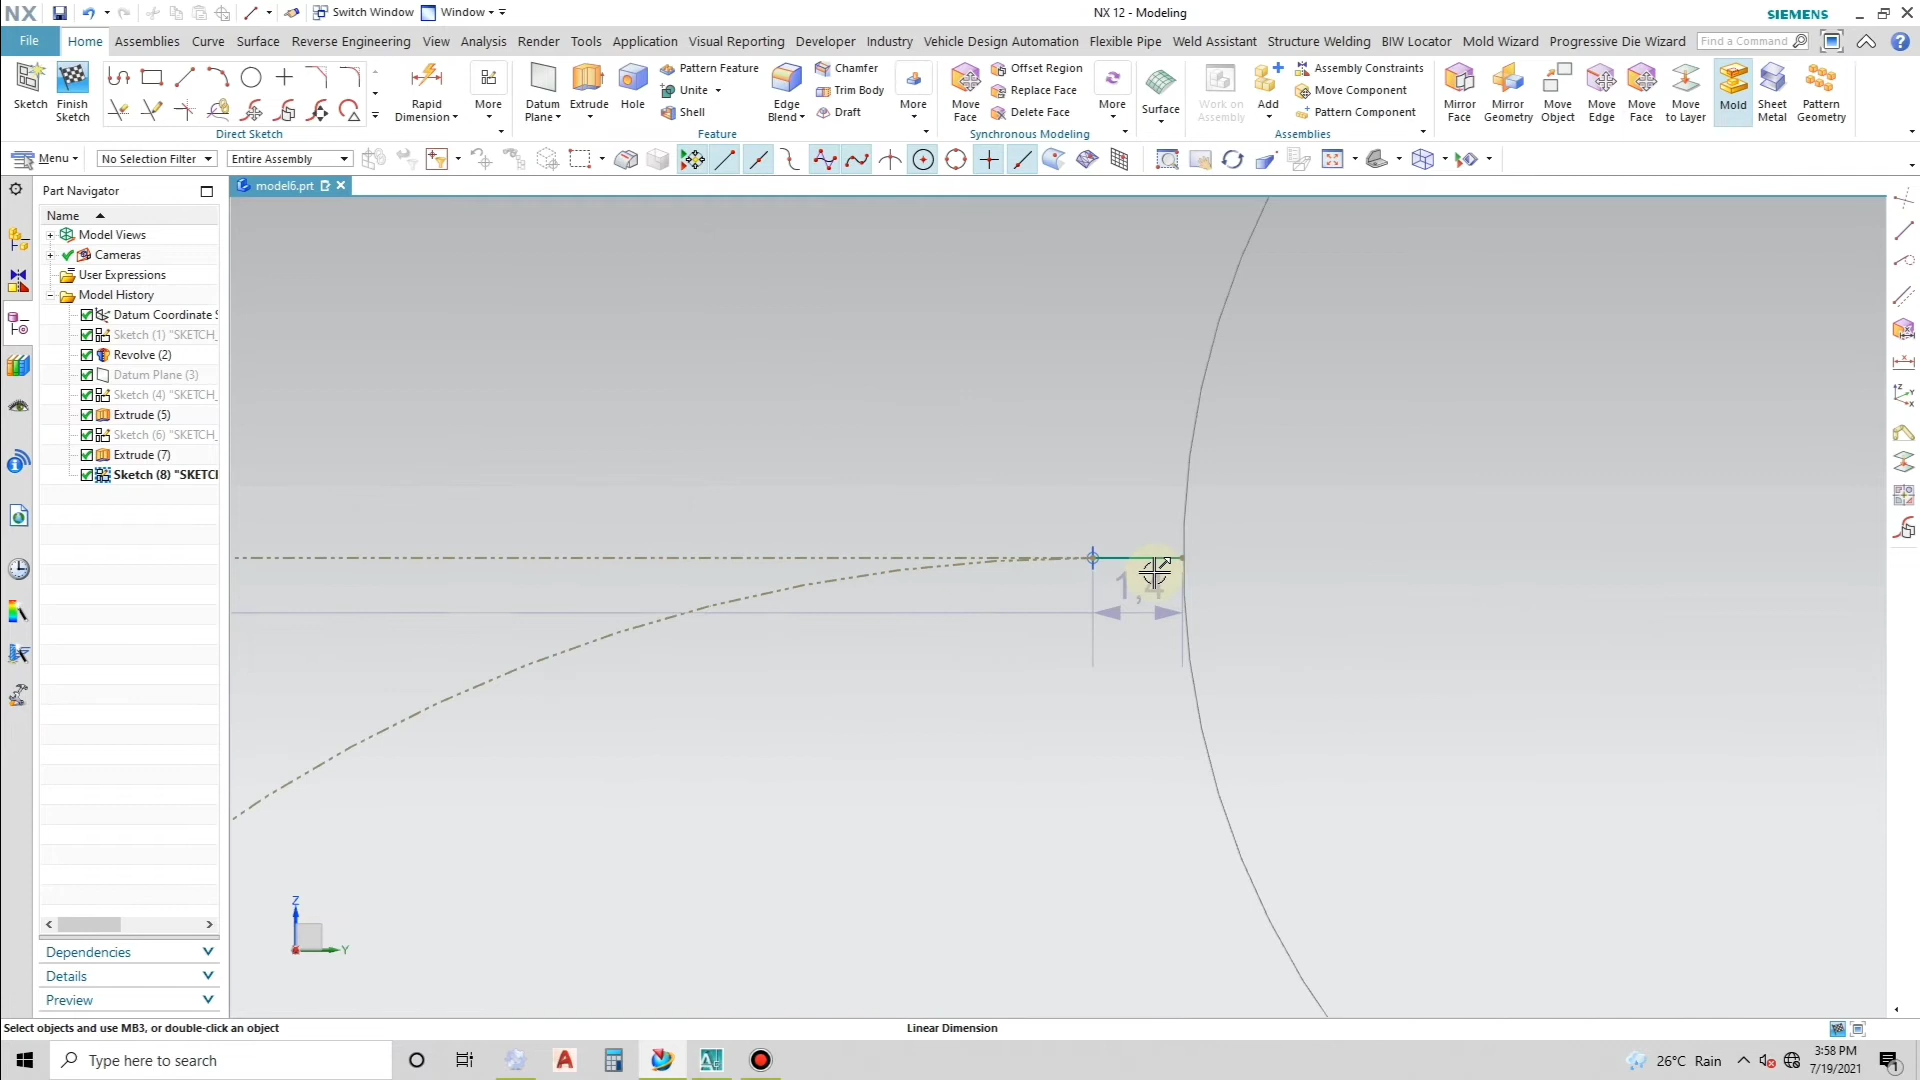 NX
Switch Window
Window
NX 12 - Modeling
SIEMENS
File
Home
Assemblies
Curve
Surface
Reverse Engineering
View
Analysis
Render
Tools
Application
Visual Reporting
Developer
Industry
Vehicle Design Automation
Flexible Pipe
Weld Assistant
Structure Welding
BIW Locator
Mold Wizard
Progressive Die Wizard
Find a Command
Sketch
Finish Sketch
Direct Sketch
Rapid Dimension
More
Datum Plane
Extrude
Hole
Pattern Feature
Unite
Shell
Edge Blend
Chamfer
Trim Body
Draft
More
Feature
Move Face
Offset Region
Replace Face
Delete Face
More
Synchronous Modeling
Surface
Work on Assembly
Add
Assembly Constraints
Move Component
Pattern Component
Assemblies
Mirror Face
Mirror Geometry
Move Object
Move Edge
Move Face
Move to Layer
Mold
Sheet Metal
Pattern Geometry
Menu
No Selection Filter
Entire Assembly
Part Navigator
model6.prt
Name
Model Views
Cameras
User Expressions
Model History
Datum Coordinate S
Sketch (1) "SKETCH_
Revolve (2)
Datum Plane (3)
Sketch (4) "SKETCH_
Extrude (5)
Sketch (6) "SKETCH_
Extrude (7)
Sketch (8) "SKETCH
1,4
Z
Y
Dependencies
Details
Preview
Select objects and use MB3, or double-click an object
Linear Dimension
Type here to search
26°C Rain
3:58 PM
7/19/2021
1